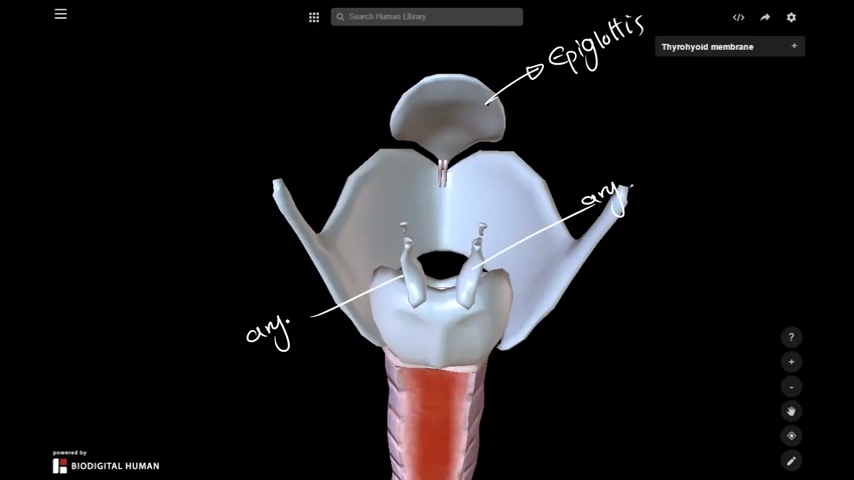 Search Human Library
Epiglottis
Thyrohyoid membrane +
ary.
ary.
?
+
-
powered by
BIODIGITAL HUMAN